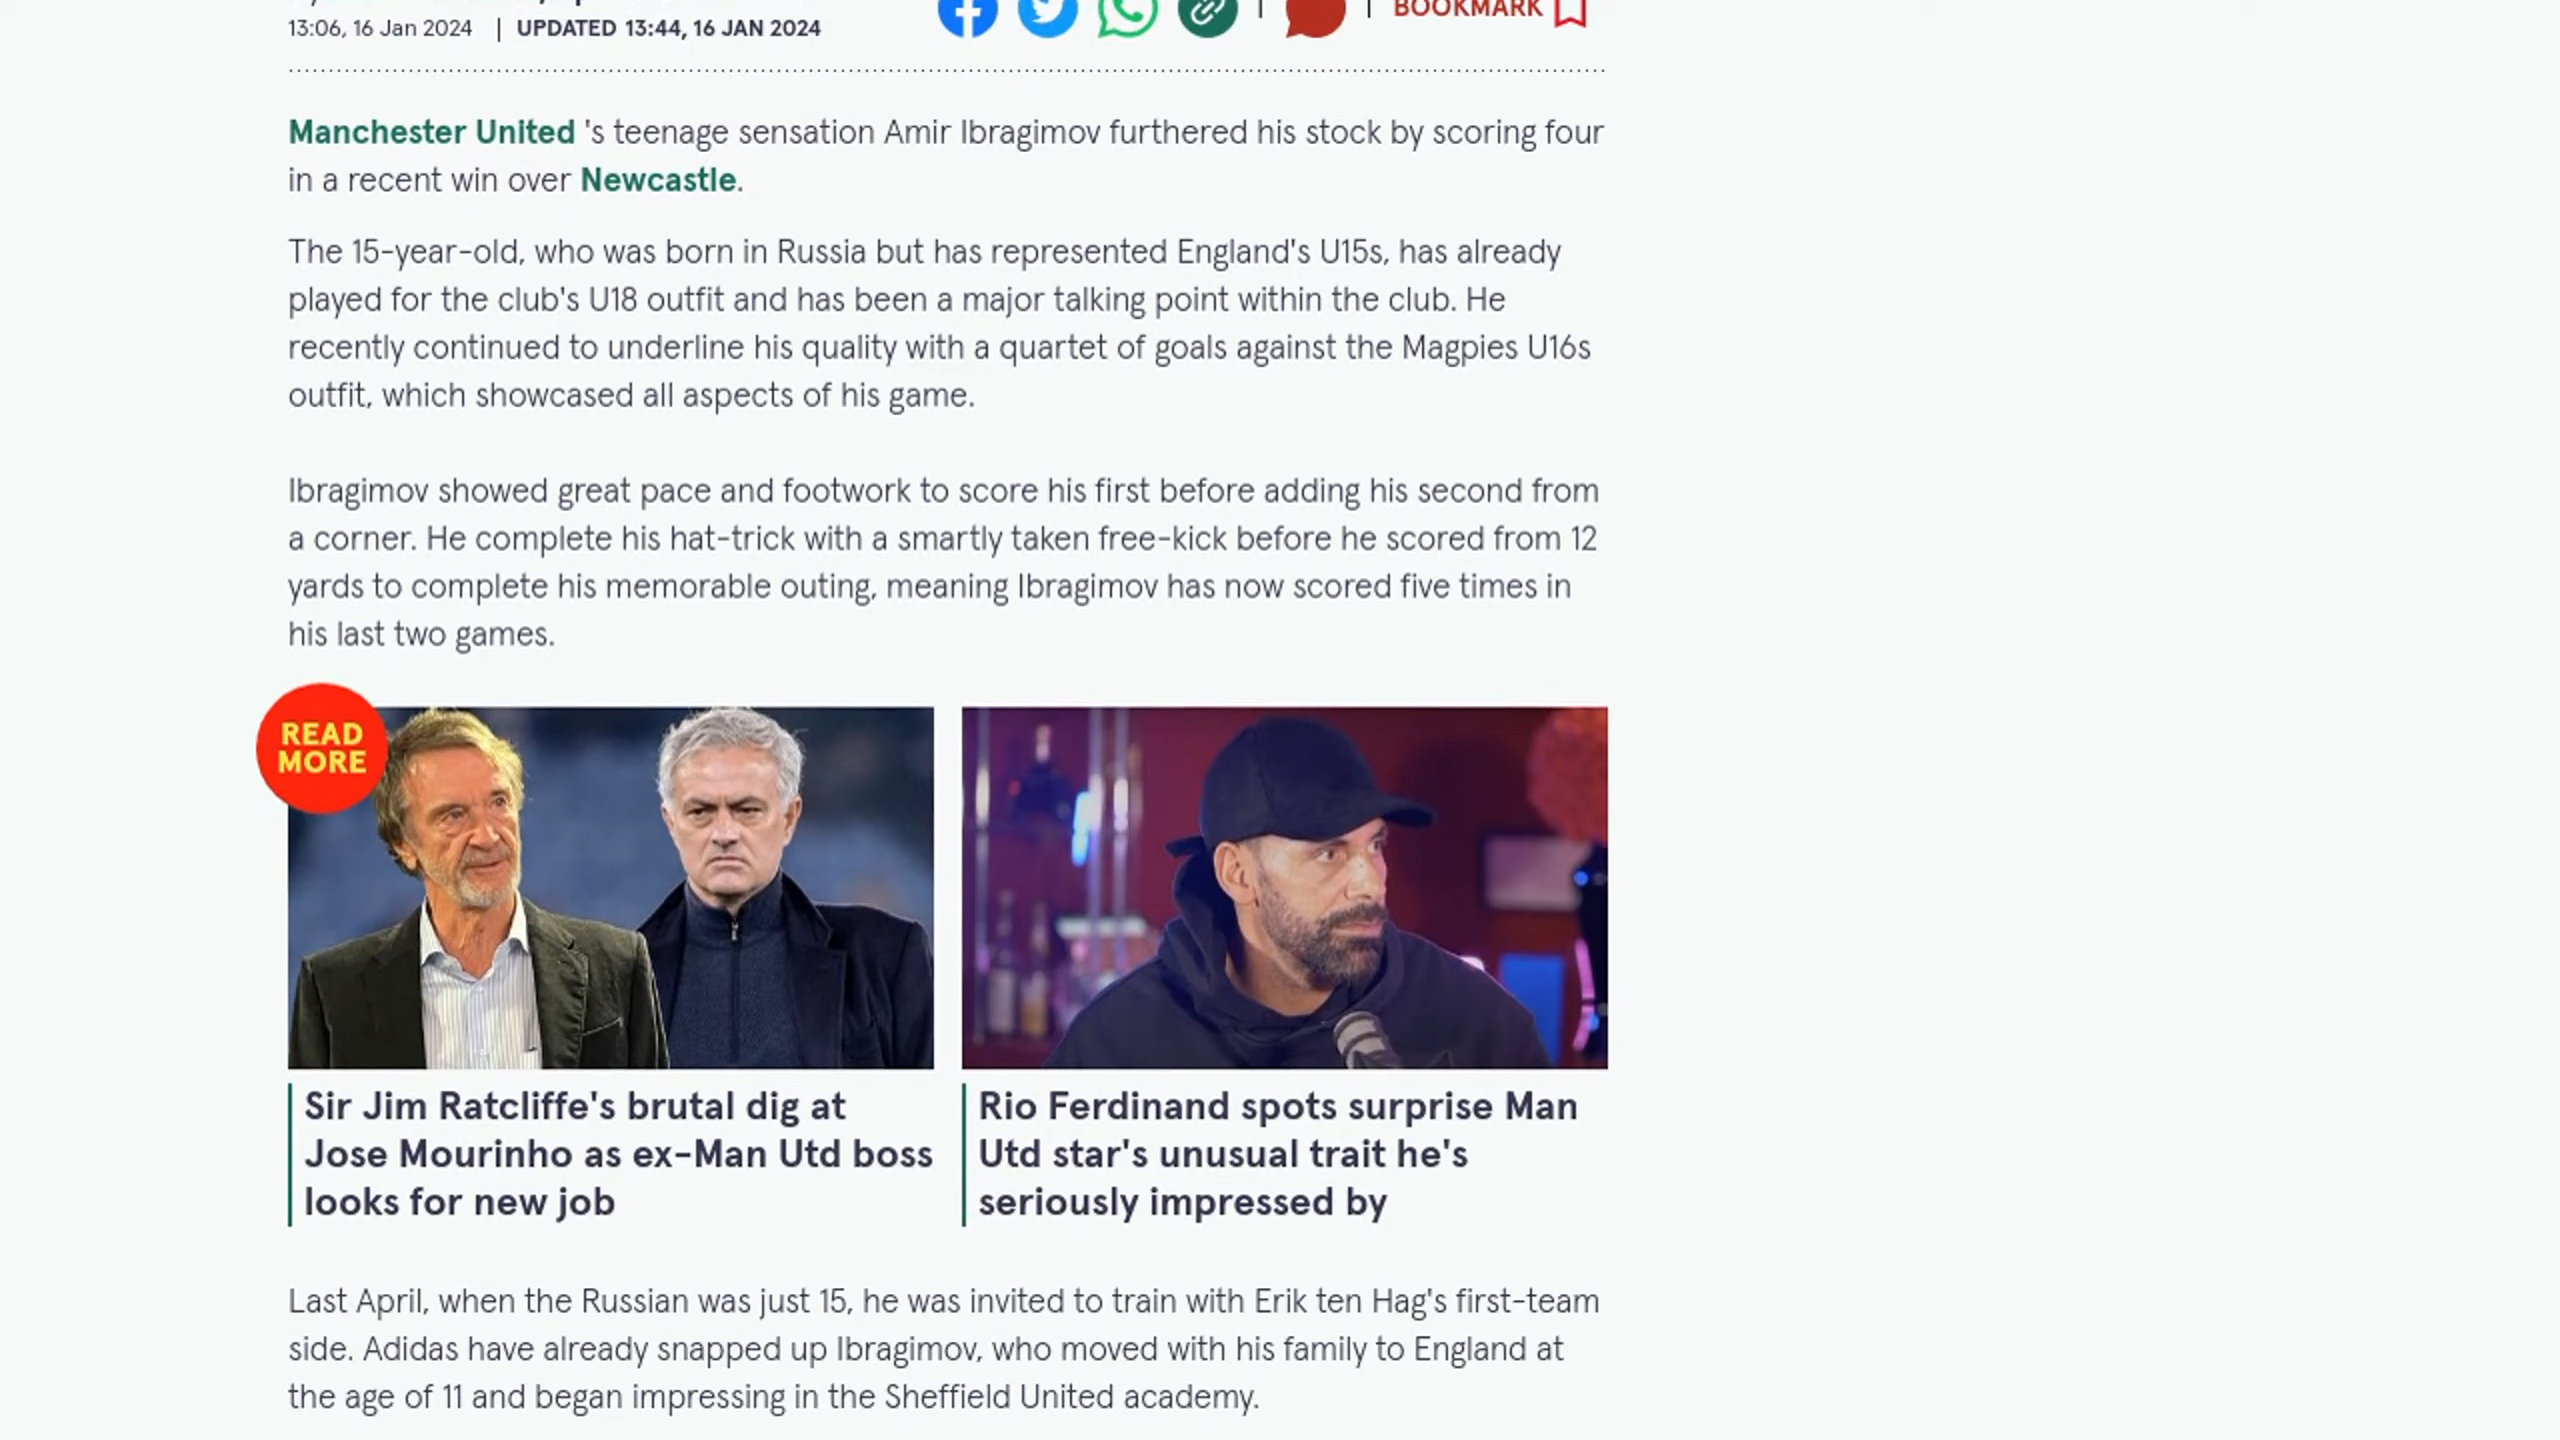 13:06, 16 Jan 2024 | UPDATED 13:44, 16 JAN 2024
BOOKMARK
Manchester United 's teenage sensation Amir Ibragimov furthered his stock by scoring four
in a recent win over Newcastle.
The 15-year-old, who was born in Russia but has represented England's U15s, has already
played for the club's U18 outfit and has been a major talking point within the club. He
recently continued to underline his quality with a quartet of goals against the Magpies U16s
outfit, which showcased all aspects of his game.
Ibragimov showed great pace and footwork to score his first before adding his second from
a corner. He complete his hat-trick with a smartly taken free-kick before he scored from 12
yards to complete his memorable outing, meaning Ibragimov has now scored five times in
his last two games.
READ
MORE
Sir Jim Ratcliffe's brutal dig at
Jose Mourinho as ex-Man Utd boss
looks for new job
Rio Ferdinand spots surprise Man
Utd star's unusual trait he's
seriously impressed by
Last April, when the Russian was just 15, he was invited to train with Erik ten Hag's first-team
side. Adidas have already snapped up Ibragimov, who moved with his family to England at
the age of 11 and began impressing in the Sheffield United academy.